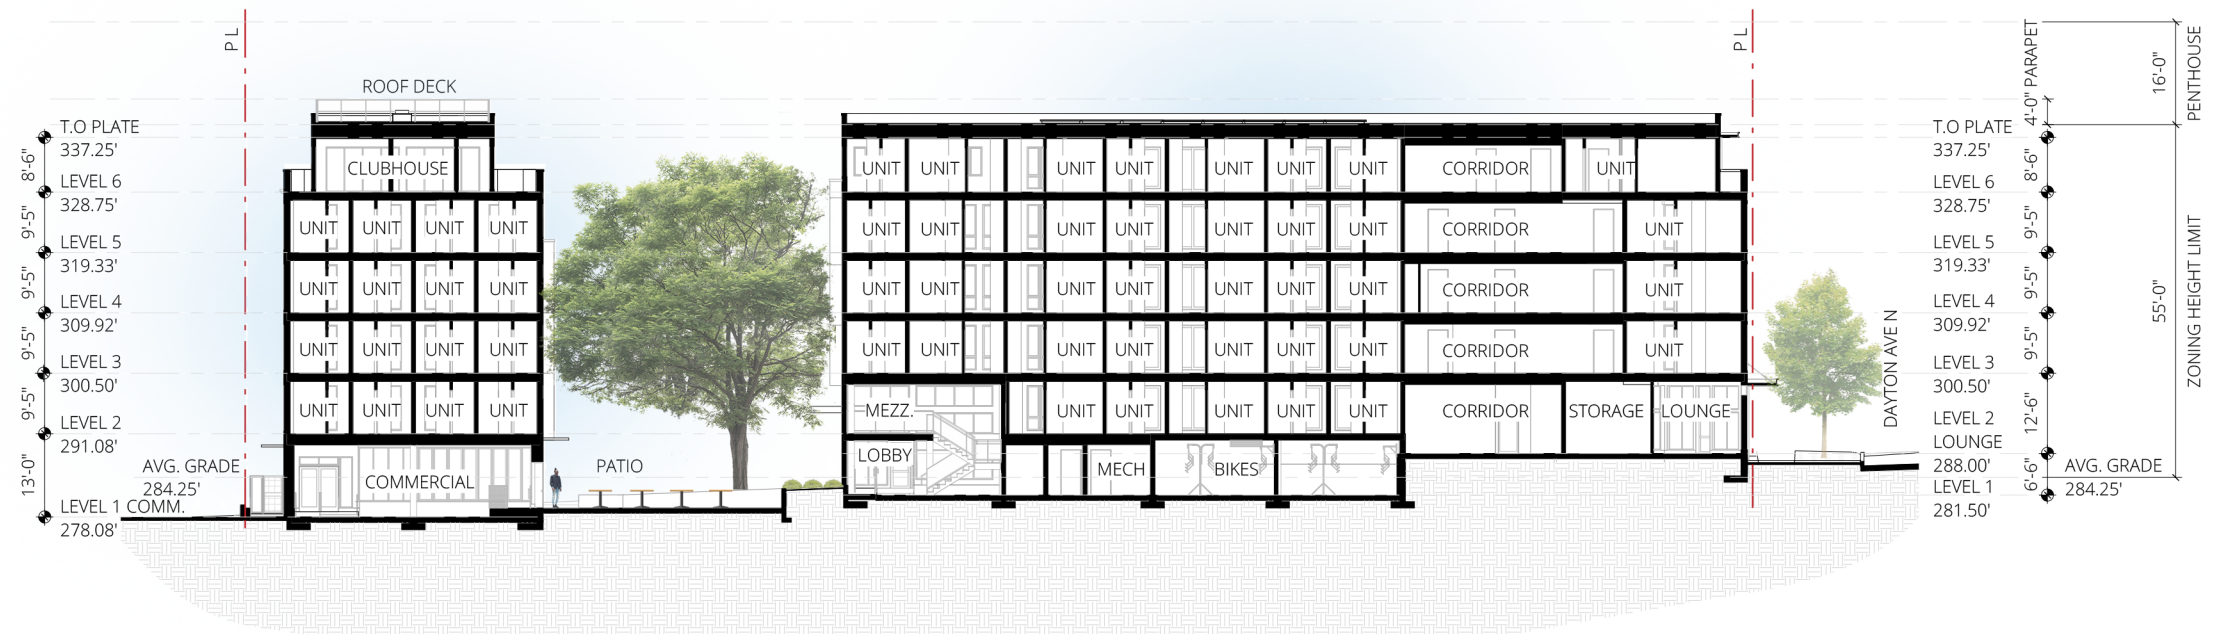 P L
ROOF DECK
T.O PLATE
337.25'
8'-6"
LEVEL 6
328.75'
9'-5"
LEVEL 5
319.33'
9'-5"
LEVEL 4
309.92'
9'-5"
LEVEL 3
300.50'
9'-5"
LEVEL 2
291.08'
13'-0"
AVG. GRADE
284.25'
LEVEL 1 COMM.
278.08'
CLUBHOUSE
UNIT UNIT UNIT UNIT
UNIT UNIT UNIT UNIT
UNIT UNIT UNIT UNIT
UNIT UNIT UNIT UNIT
COMMERCIAL
PATIO
UNIT UNIT UNIT UNIT UNIT UNIT UNIT CORRIDOR UNIT
UNIT UNIT UNIT UNIT UNIT UNIT UNIT CORRIDOR UNIT
UNIT UNIT UNIT UNIT UNIT UNIT UNIT CORRIDOR UNIT
UNIT UNIT UNIT UNIT UNIT UNIT UNIT CORRIDOR UNIT
MEZZ. UNIT UNIT UNIT UNIT UNIT CORRIDOR STORAGE LOUNGE
LOBBY MECH BIKES
P L
DAYTON AVE N
T.O PLATE
337.25'
8'-6"
LEVEL 6
328.75'
9'-5"
LEVEL 5
319.33'
9'-5"
LEVEL 4
309.92'
9'-5"
LEVEL 3
300.50'
12'-6"
LEVEL 2
LOUNGE
288.00'
6'-6"
LEVEL 1
281.50'
AVG. GRADE
284.25'
4'-0" PARAPET
16'-0"
PENTHOUSE
55'-0"
ZONING HEIGHT LIMIT